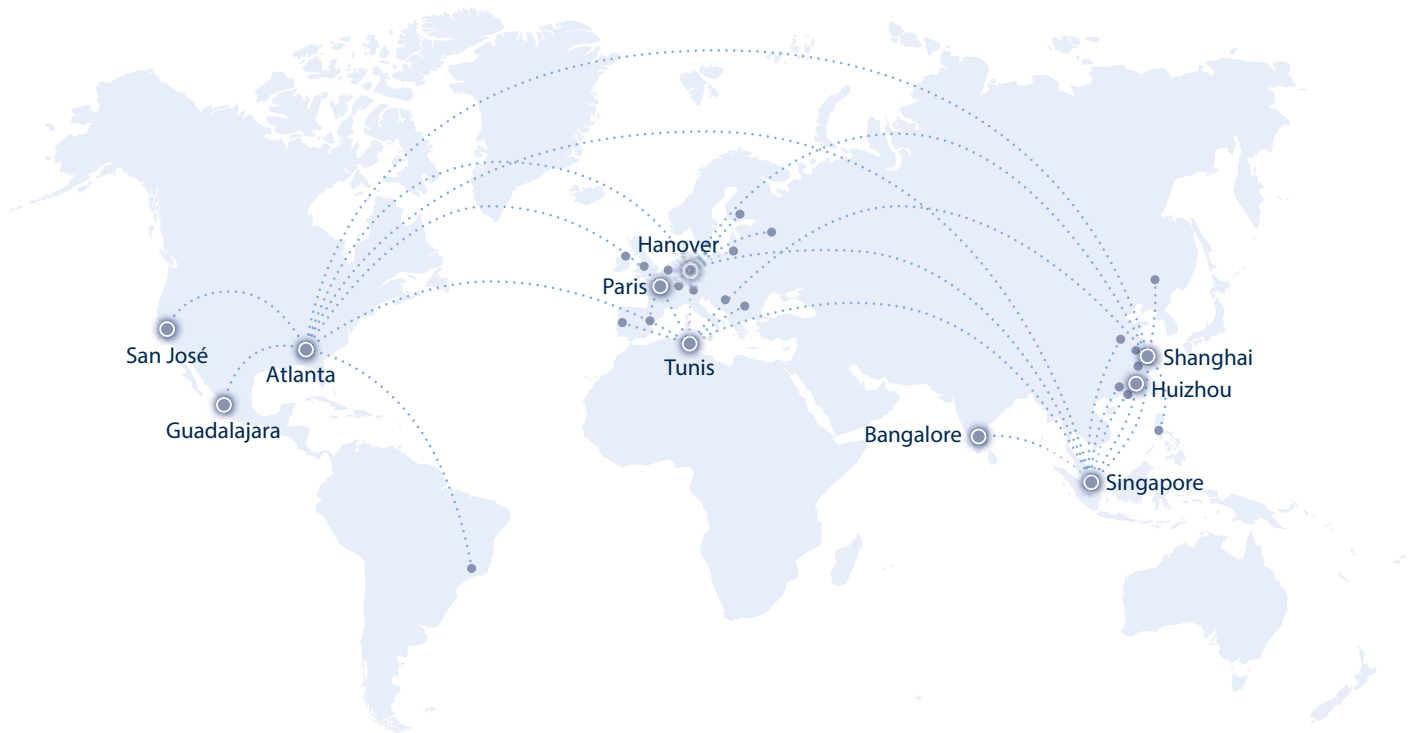 Hanover
Paris
San José
Shanghai
Tunis
Atlanta
Huizhou
Guadalajara
Bangalore
Singapore